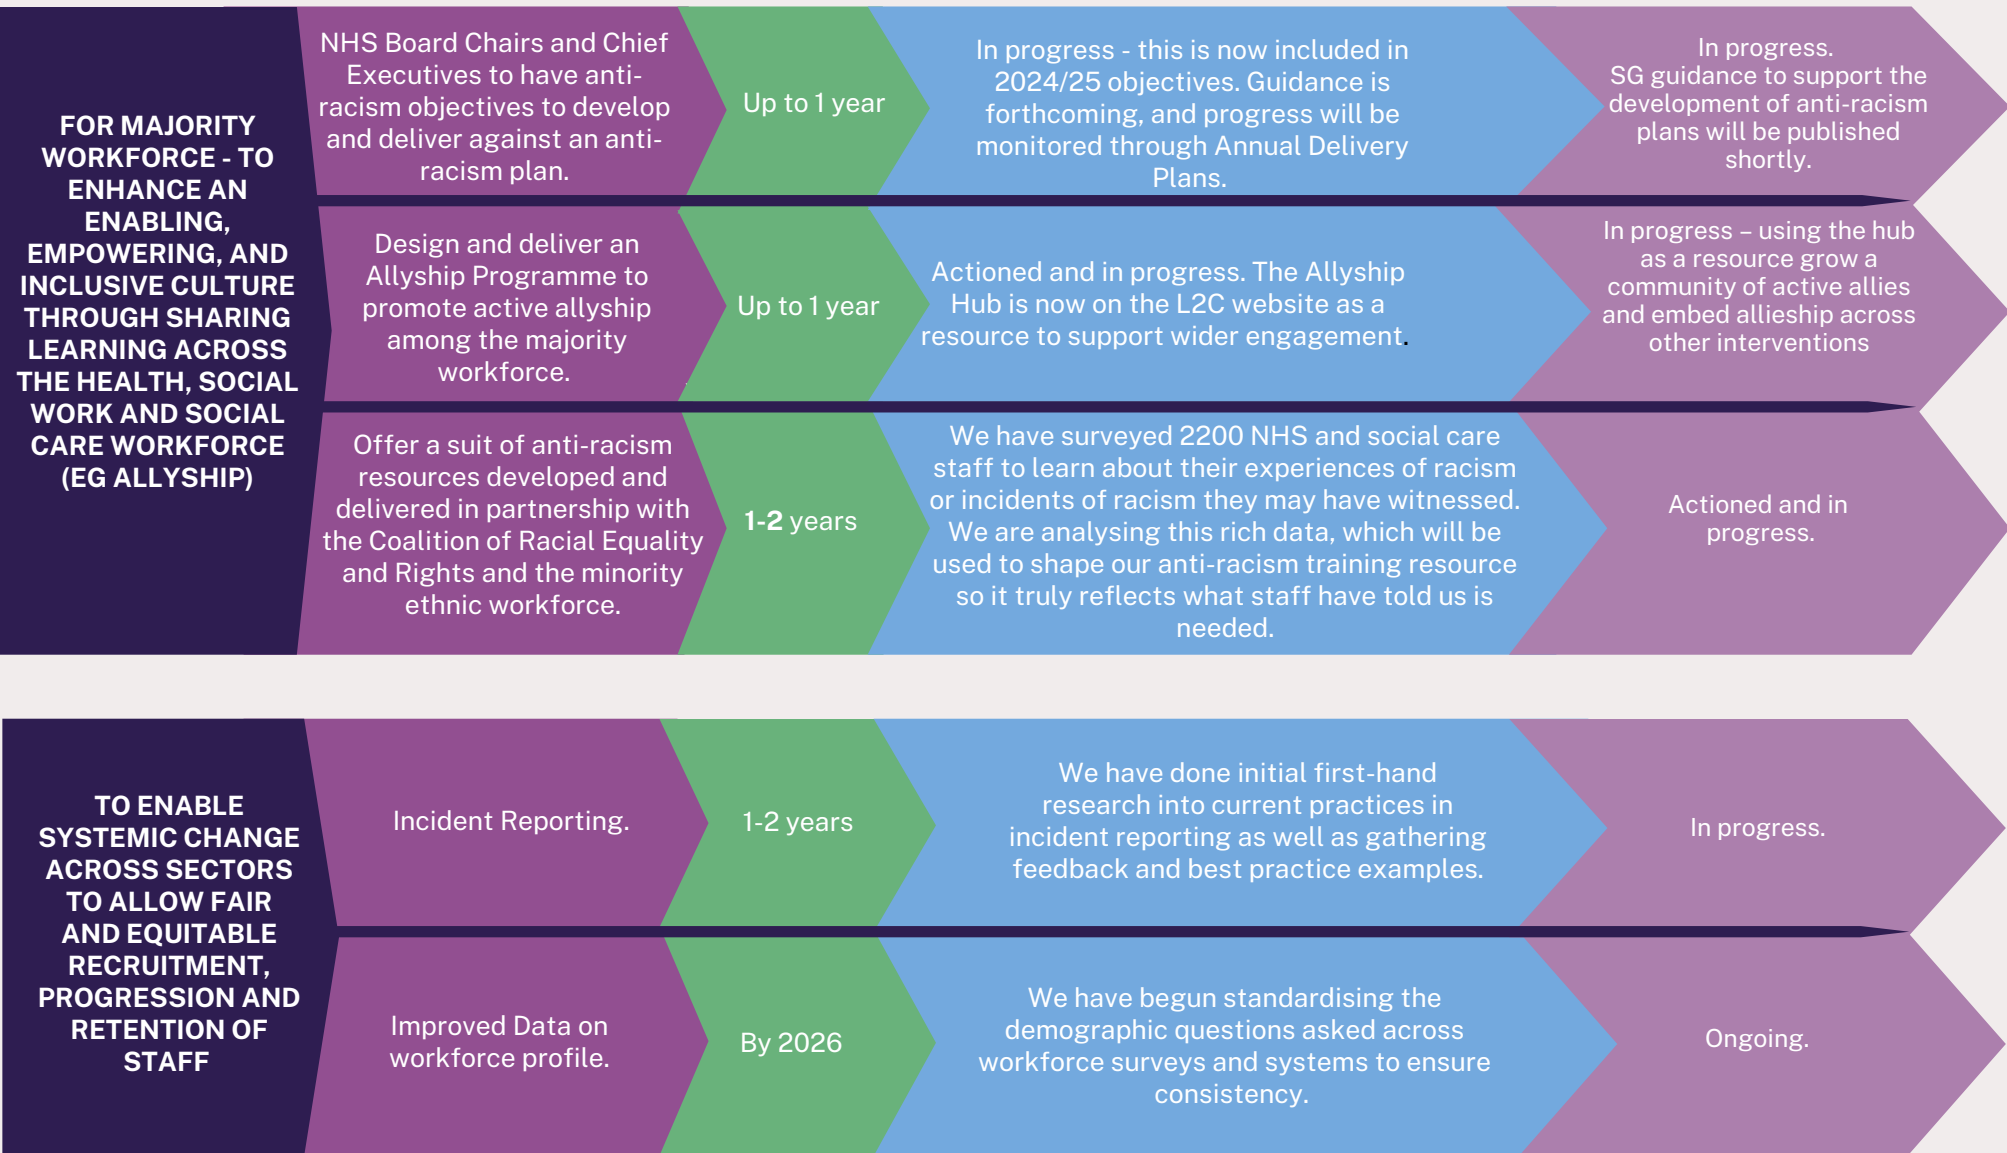 FOR MAJORITY
WORKFORCE - TO
ENHANCE AN
ENABLING,
EMPOWERING, AND
INCLUSIVE CULTURE
THROUGH SHARING
LEARNING ACROSS
THE HEALTH, SOCIAL
WORK AND SOCIAL
CARE WORKFORCE
(EG ALLYSHIP)
NHS Board Chairs and Chief
Executives to have anti-
racism objectives to develop
and deliver against an anti-
racism plan.
Up to 1 year
In progress - this is now included in
2024/25 objectives. Guidance is
forthcoming, and progress will be
monitored through Annual Delivery
Plans.
In progress.
SG guidance to support the
development of anti-racism
plans will be published
shortly.
Design and deliver an
Allyship Programme to
promote active allyship
among the majority
workforce.
Up to 1 year
Actioned and in progress. The Allyship
Hub is now on the L2C website as a
resource to support wider engagement.
In progress – using the hub
as a resource grow a
community of active allies
and embed allieship across
other interventions
Offer a suit of anti-racism
resources developed and
delivered in partnership with
the Coalition of Racial Equality
and Rights and the minority
ethnic workforce.
1-2 years
We have surveyed 2200 NHS and social care
staff to learn about their experiences of racism
or incidents of racism they may have witnessed.
We are analysing this rich data, which will be
used to shape our anti-racism training resource
so it truly reflects what staff have told us is
needed.
Actioned and in
progress.
TO ENABLE
SYSTEMIC CHANGE
ACROSS SECTORS
TO ALLOW FAIR
AND EQUITABLE
RECRUITMENT,
PROGRESSION AND
RETENTION OF
STAFF
Incident Reporting.
1-2 years
We have done initial first-hand
research into current practices in
incident reporting as well as gathering
feedback and best practice examples.
In progress.
Improved Data on
workforce profile.
By 2026
We have begun standardising the
demographic questions asked across
workforce surveys and systems to ensure
consistency.
Ongoing.